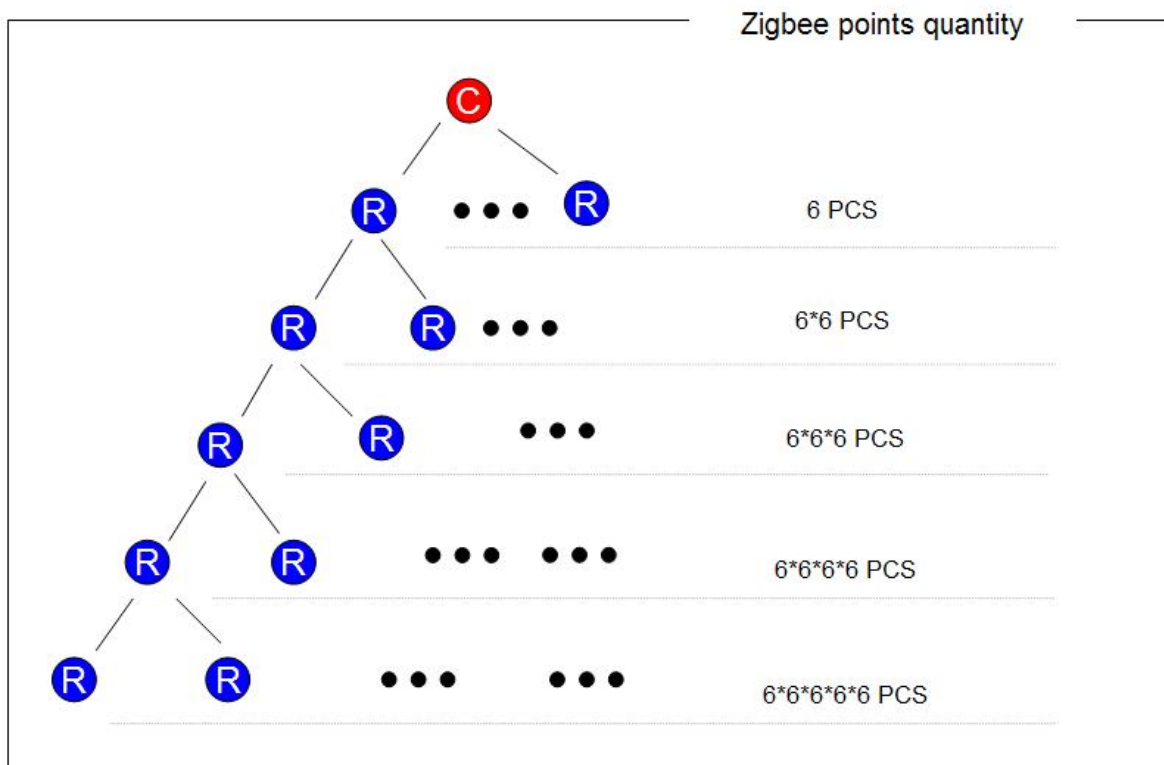 Zigbee points quantity
C
R R 6 PCS
R R 6*6 PCS
R R 6*6*6 PCS
R R 6*6*6*6 PCS
R R 6*6*6*6*6 PCS